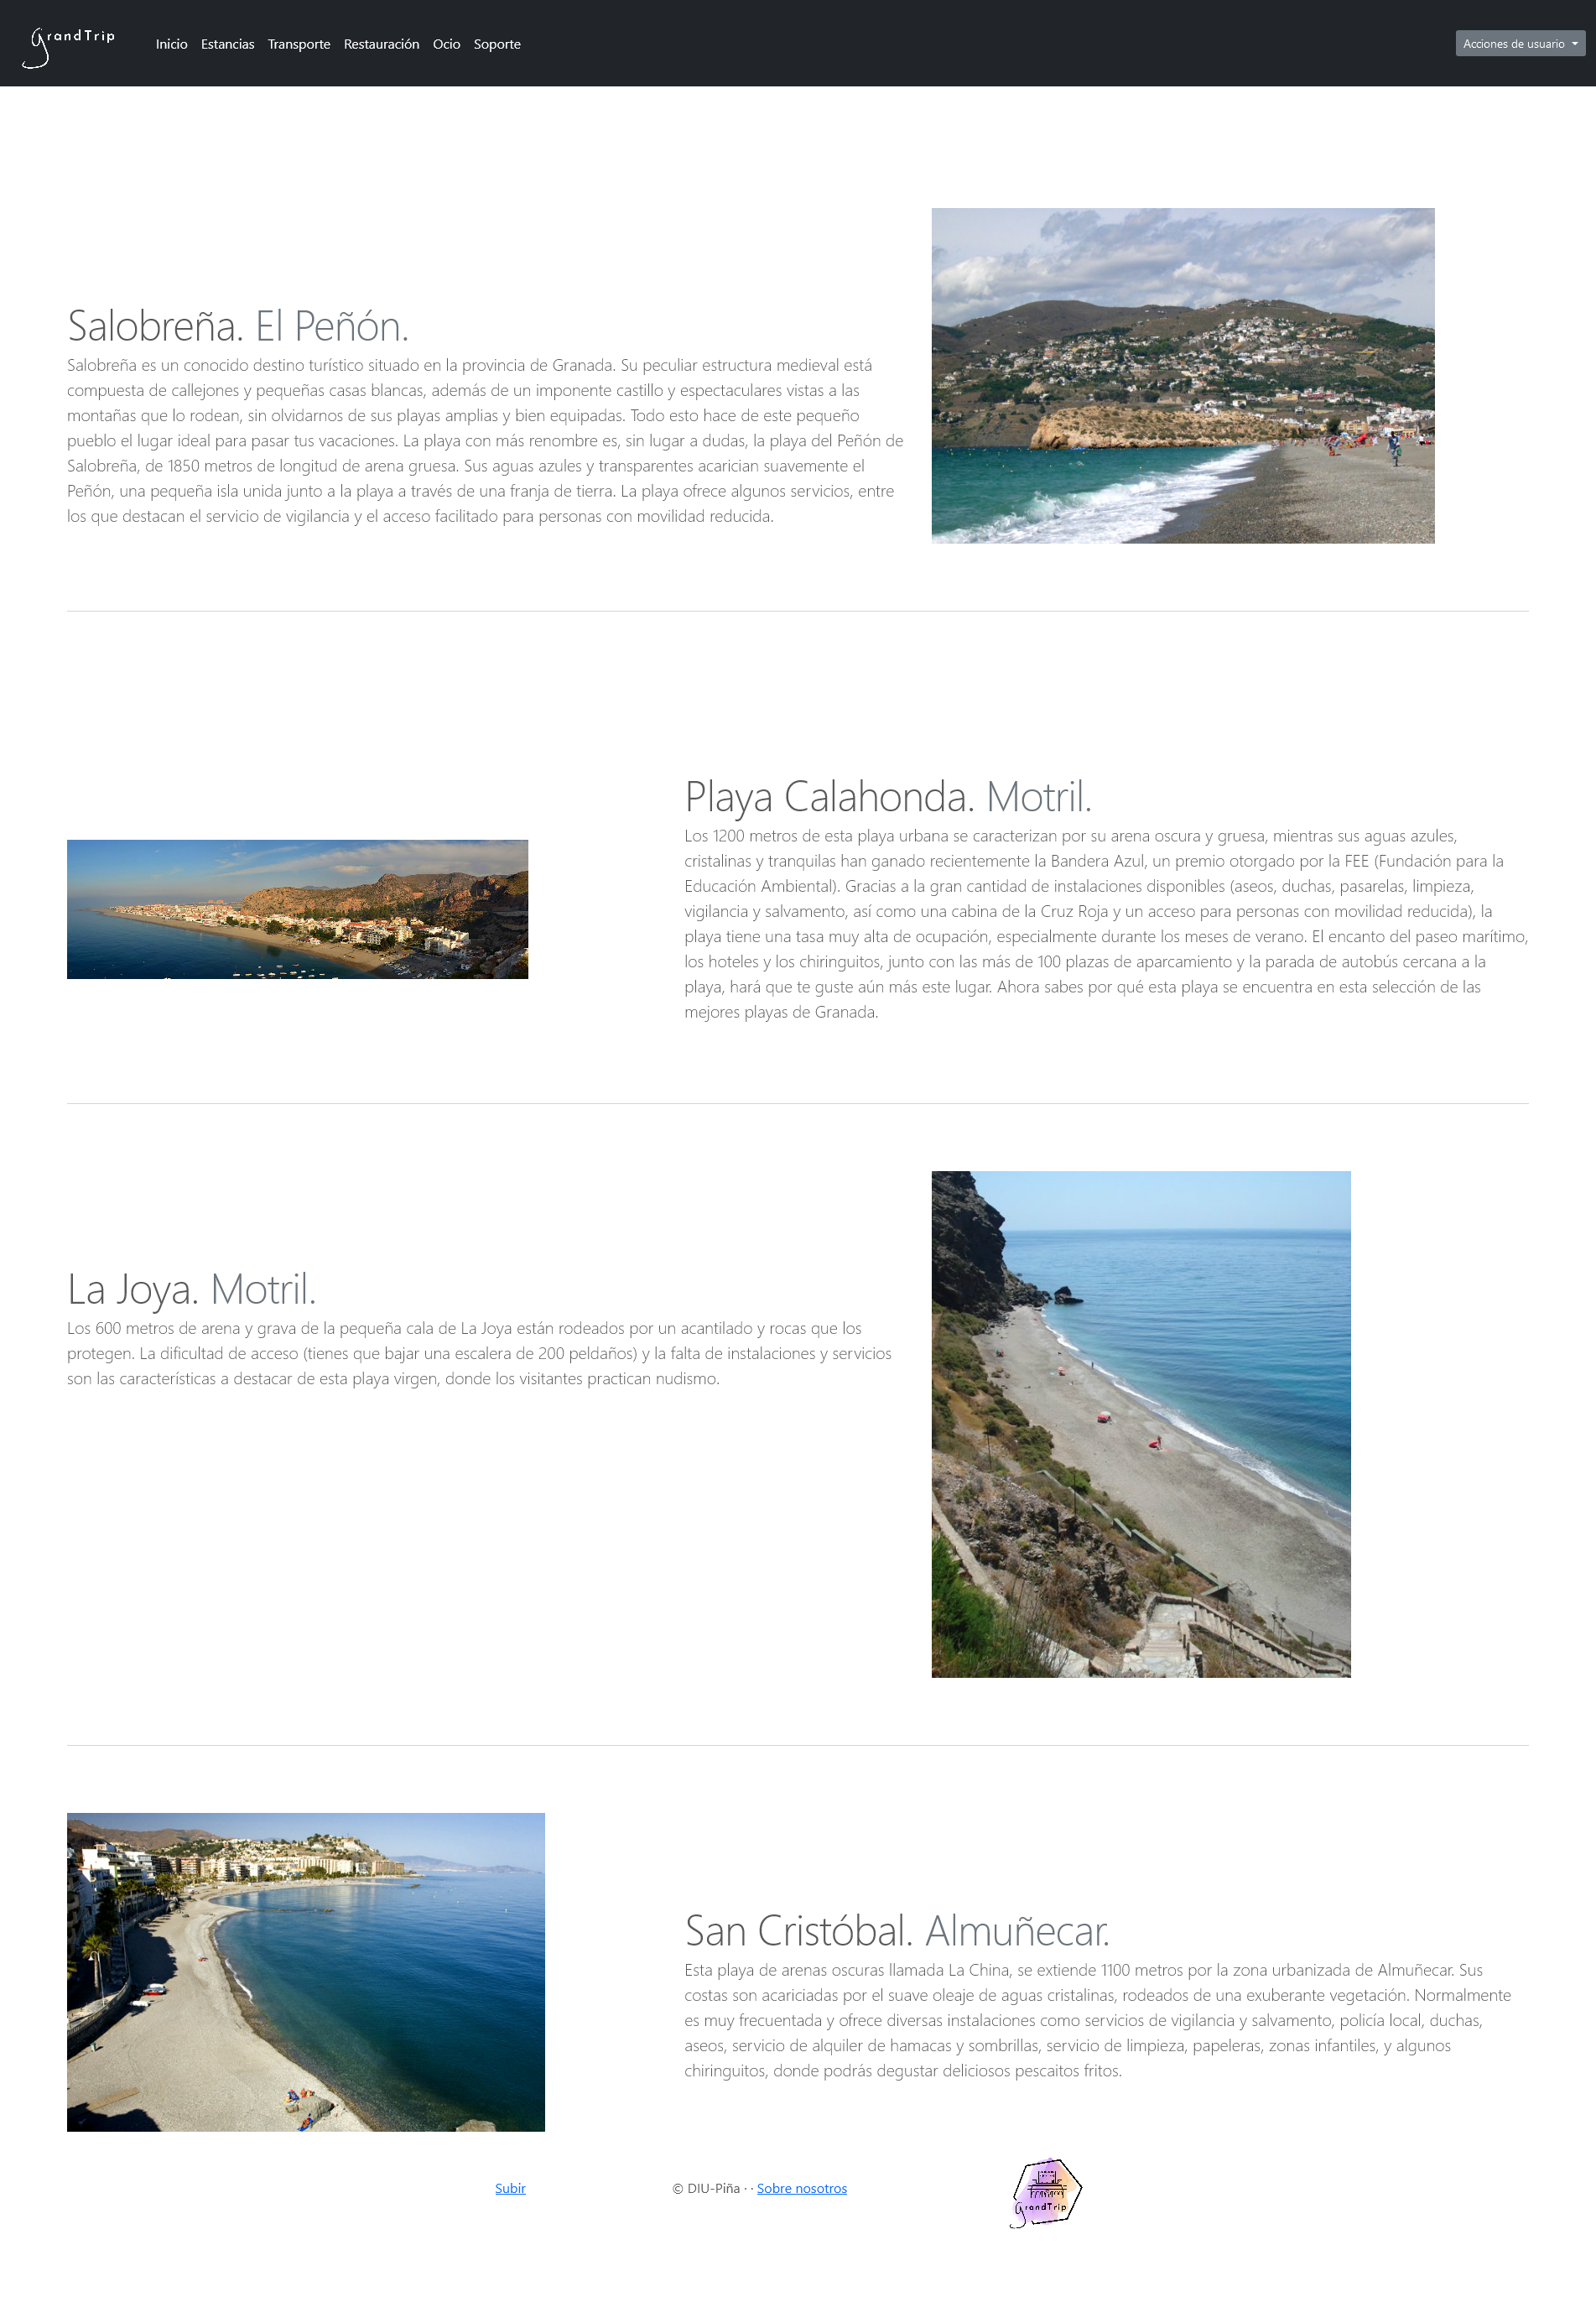 GrandTrip
Inicio Estancias Transporte Restauración Ocio Soporte
Acciones de usuario
Salobreña. El Peñón.
Salobreña es un conocido destino turístico situado en la provincia de Granada. Su peculiar estructura medieval está
compuesta de callejones y pequeñas casas blancas, además de un imponente castillo y espectaculares vistas a las
montañas que lo rodean, sin olvidarnos de sus playas amplias y bien equipadas. Todo esto hace de este pequeño
pueblo el lugar ideal para pasar tus vacaciones. La playa con más renombre es, sin lugar a dudas, la playa del Peñón de
Salobreña, de 1850 metros de longitud de arena gruesa. Sus aguas azules y transparentes acarician suavemente el
Peñón, una pequeña isla unida junto a la playa a través de una franja de tierra. La playa ofrece algunos servicios, entre
los que destacan el servicio de vigilancia y el acceso facilitado para personas con movilidad reducida.
Playa Calahonda. Motril.
Los 1200 metros de esta playa urbana se caracterizan por su arena oscura y gruesa, mientras sus aguas azules,
cristalinas y tranquilas han ganado recientemente la Bandera Azul, un premio otorgado por la FEE (Fundación para la
Educación Ambiental). Gracias a la gran cantidad de instalaciones disponibles (aseos, duchas, pasarelas, limpieza,
vigilancia y salvamento, así como una cabina de la Cruz Roja y un acceso para personas con movilidad reducida), la
playa tiene una tasa muy alta de ocupación, especialmente durante los meses de verano. El encanto del paseo marítimo,
los hoteles y los chiringuitos, junto con las más de 100 plazas de aparcamiento y la parada de autobús cercana a la
playa, hará que te guste aún más este lugar. Ahora sabes por qué esta playa se encuentra en esta selección de las
mejores playas de Granada.
La Joya. Motril.
Los 600 metros de arena y grava de la pequeña cala de La Joya están rodeados por un acantilado y rocas que los
protegen. La dificultad de acceso (tienes que bajar una escalera de 200 peldaños) y la falta de instalaciones y servicios
son las características a destacar de esta playa virgen, donde los visitantes practican nudismo.
San Cristóbal. Almuñecar.
Esta playa de arenas oscuras llamada La China, se extiende 1100 metros por la zona urbanizada de Almuñecar. Sus
costas son acariciadas por el suave oleaje de aguas cristalinas, rodeados de una exuberante vegetación. Normalmente
es muy frecuentada y ofrece diversas instalaciones como servicios de vigilancia y salvamento, policía local, duchas,
aseos, servicio de alquiler de hamacas y sombrillas, servicio de limpieza, papeleras, zonas infantiles, y algunos
chiringuitos, donde podrás degustar deliciosos pescaitos fritos.
Subir
© DIU-Piña · · Sobre nosotros
GrandTrip